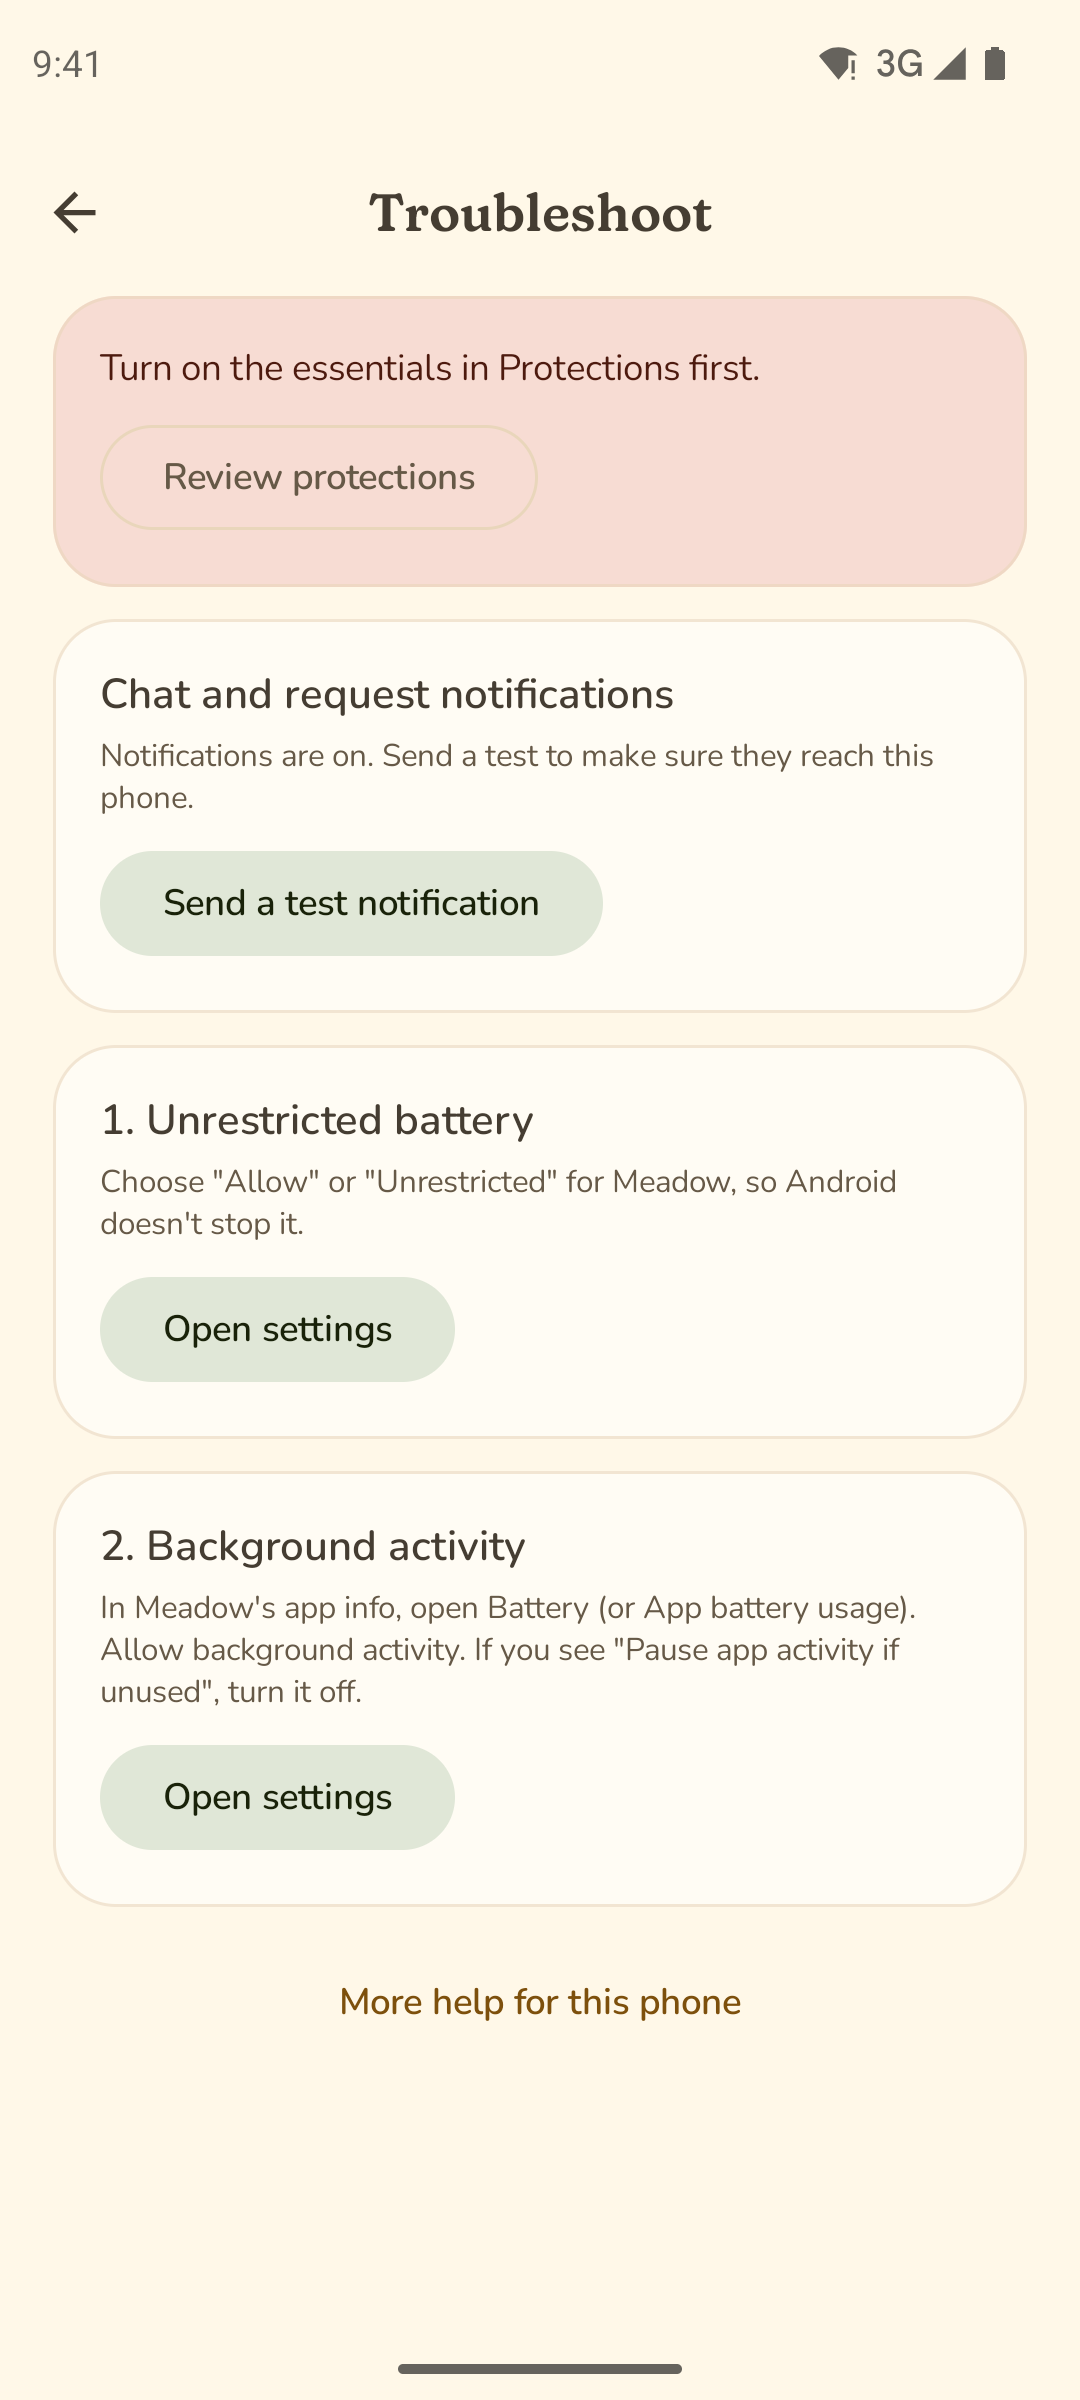 9:41
3G
Troubleshoot
Turn on the essentials in Protections first.
Review protections
Chat and request notifications
Notifications are on. Send a test to make sure they reach this
phone.
Send a test notification
1. Unrestricted battery
Choose "Allow" or "Unrestricted" for Meadow, so Android
doesn't stop it.
Open settings
2. Background activity
In Meadow's app info, open Battery (or App battery usage).
Allow background activity. If you see "Pause app activity if
unused", turn it off.
Open settings
More help for this phone